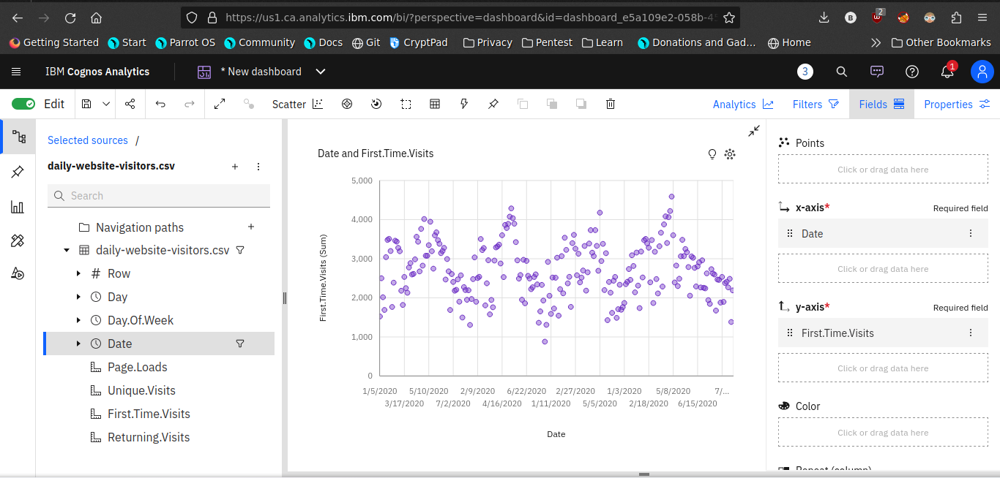 https://us1.ca.analytics.ibm.com/bi/?perspective=dashboard&id=dashboard_e5a109e2-058b-4
2
B
Getting Started Start Parrot OS Community Docs Git CryptPad Privacy Pentest Learn Donations and Gad... Home Other Bookmarks
IBM Cognos Analytics * New dashboard 3 1
Edit Scatter Analytics Filters Fields Properties
Selected sources /
daily-website-visitors.csv
Search
Navigation paths
daily-website-visitors.csv
Row
Day
Day.Of.Week
Date
Page.Loads
Unique.Visits
First.Time.Visits
Returning.Visits
Date and First.Time.Visits
First.Time.Visits (Sum)
5,000
4,000
3,000
2,000
1,000
0
1/5/2020 5/10/2020 2/9/2020 6/22/2020 2/27/2020 1/3/2020 5/8/2020 7/...
3/17/2020 7/2/2020 4/16/2020 1/11/2020 5/5/2020 2/18/2020 6/15/2020
Date
Points
Click or drag data here
x-axis* Required field
Date
Click or drag data here
y-axis* Required field
First.Time.Visits
Click or drag data here
Color
Click or drag data here
Repeat (column)